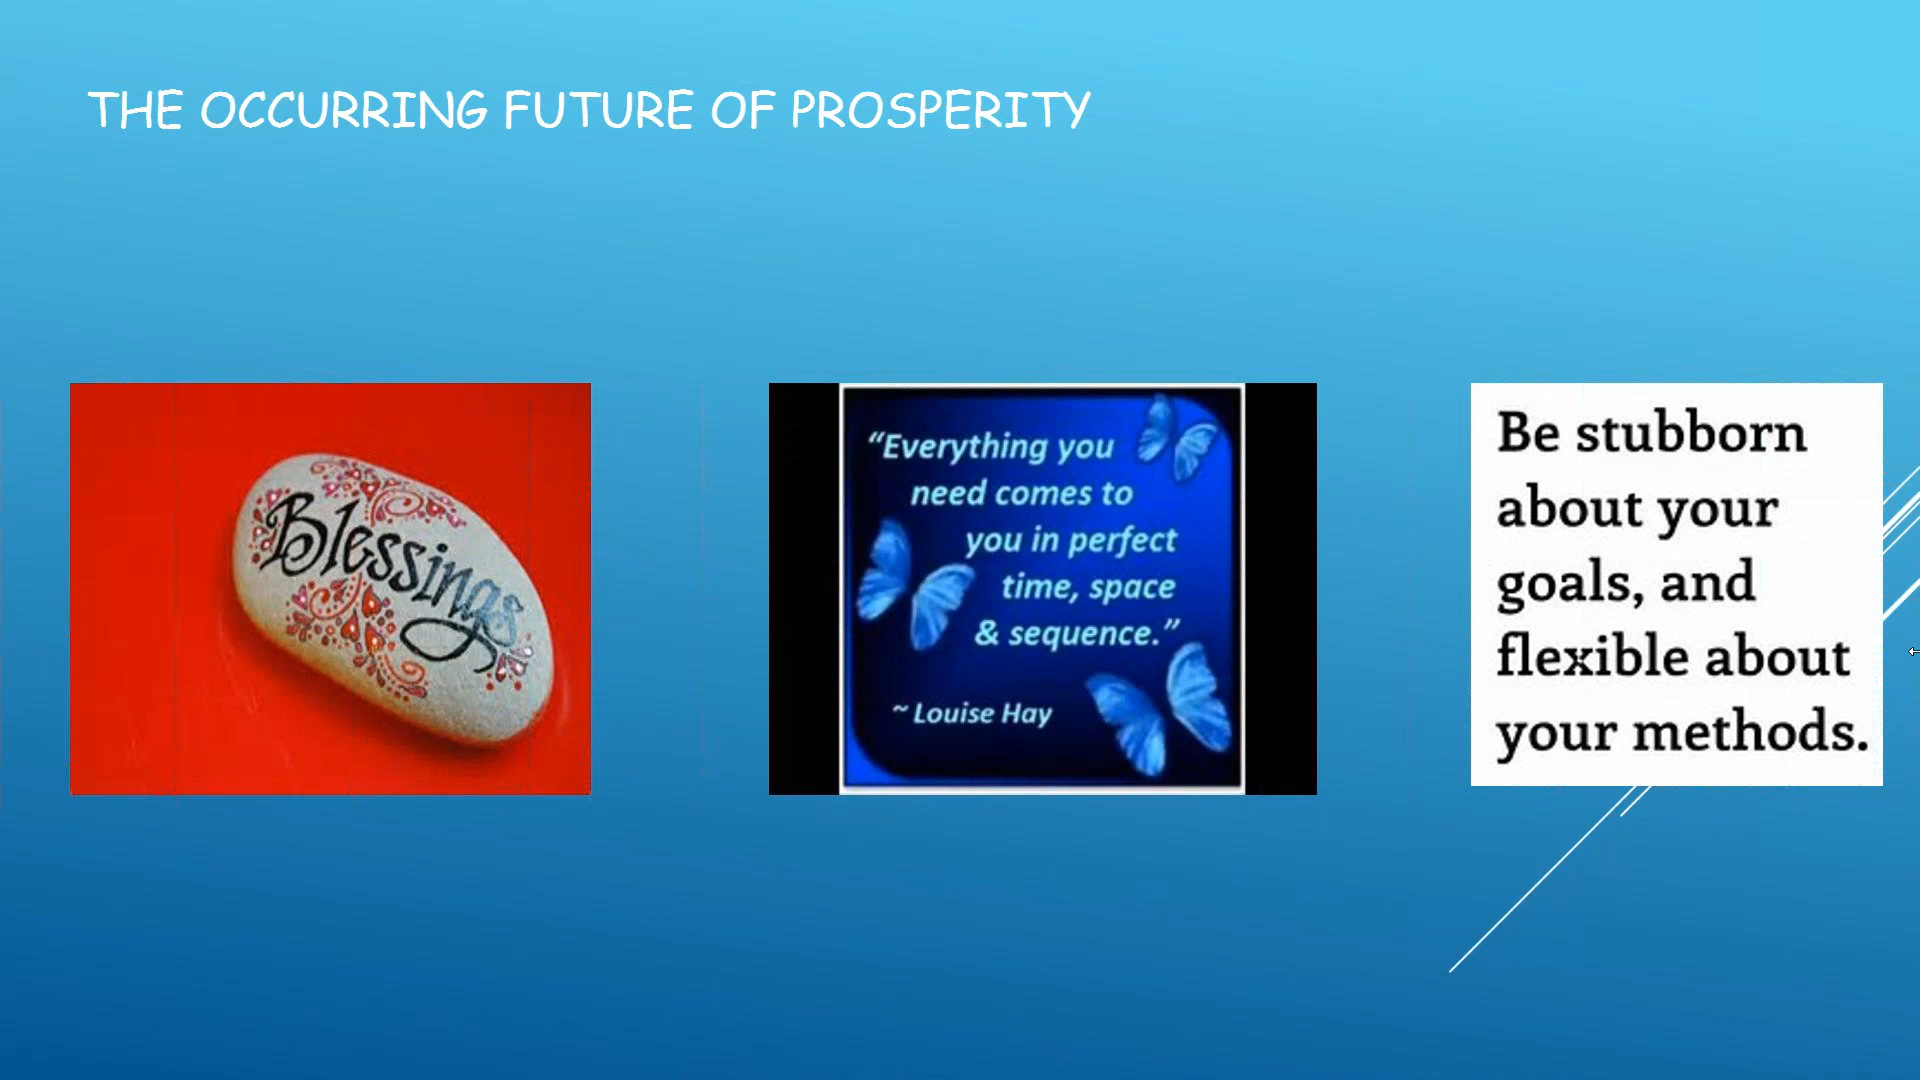 THE OCCURRING FUTURE OF PROSPERITY
Blessings
“Everything you
need comes to
you in perfect
time, space
& sequence.”
~ Louise Hay
Be stubborn
about your
goals, and
flexible about
your methods.